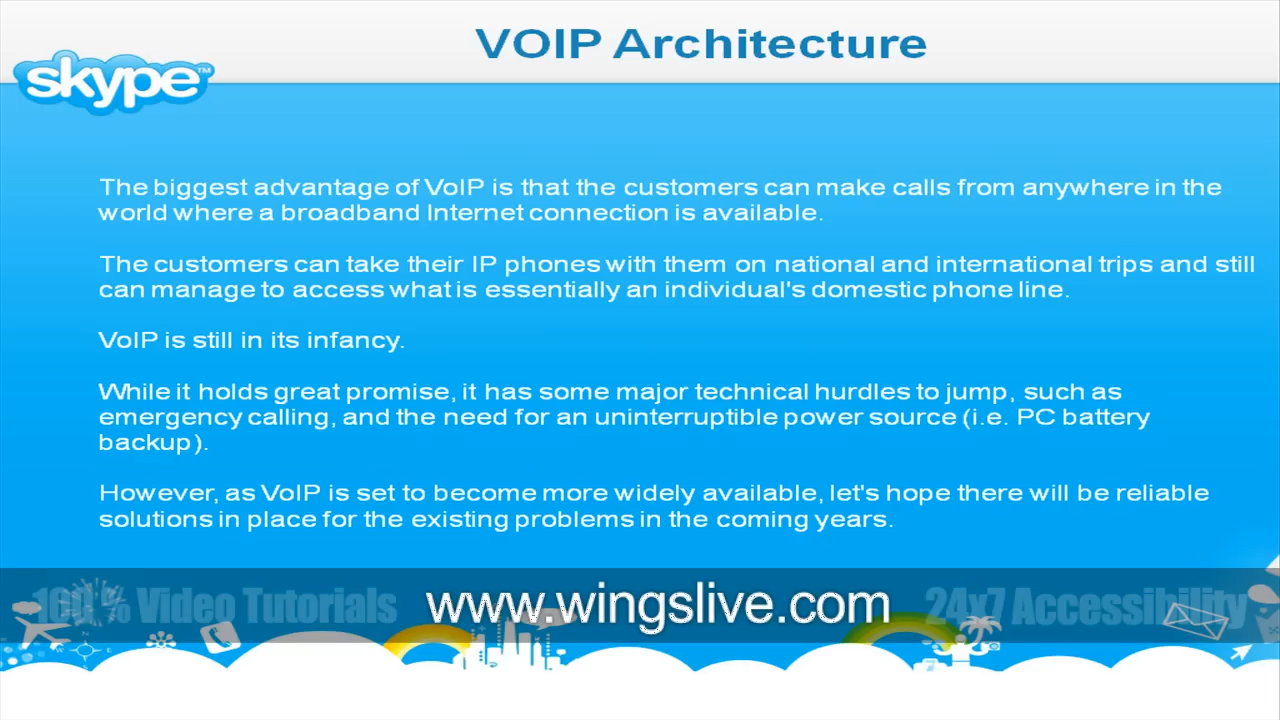 VOIP Architecture
skype™
The biggest advantage of VoIP is that the customers can make calls from anywhere in the
world where a broadband Internet connection is available.
The customers can take their IP phones with them on national and international trips and still
can manage to access what is essentially an individual's domestic phone line.
VoIP is still in its infancy.
While it holds great promise, it has some major technical hurdles to jump, such as
emergency calling, and the need for an uninterruptible power source (i.e. PC battery
backup).
However, as VoIP is set to become more widely available, let's hope there will be reliable
solutions in place for the existing problems in the coming years.
100% Video Tutorials
www.wingslive.com
24x7 Accessibility